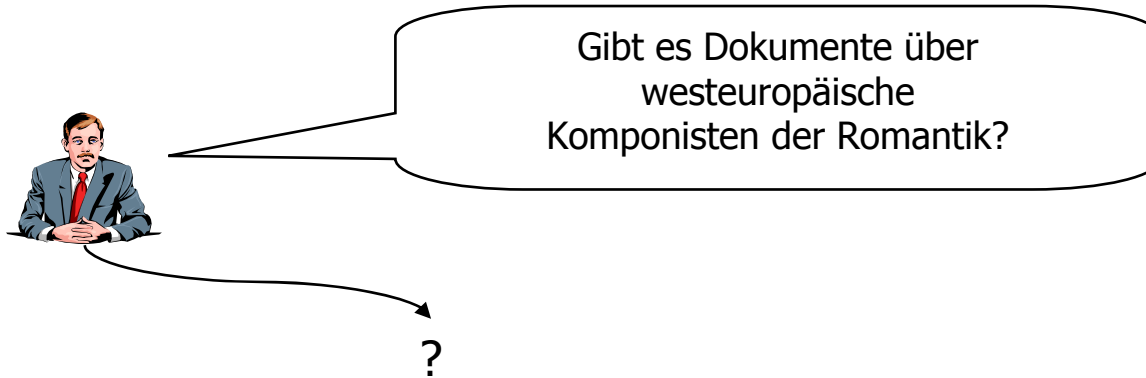 Gibt es Dokumente über
westeuropäische
Komponisten der Romantik?
?